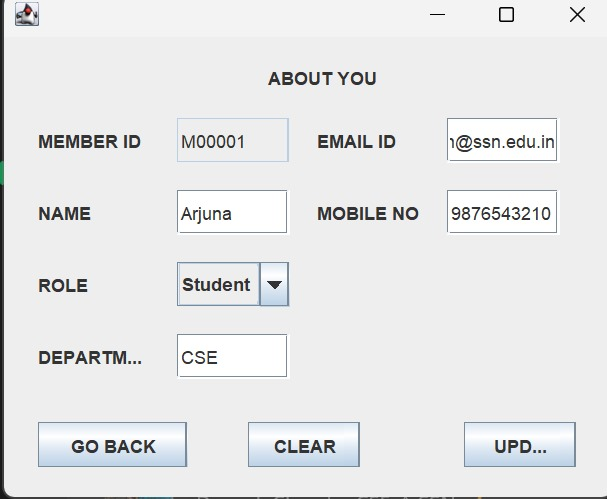 ABOUT YOU
MEMBER ID M00001 EMAIL ID @ssn.edu.in
NAME Arjuna MOBILE NO 9876543210
ROLE Student
DEPARTM... CSE
GO BACK CLEAR UPD...